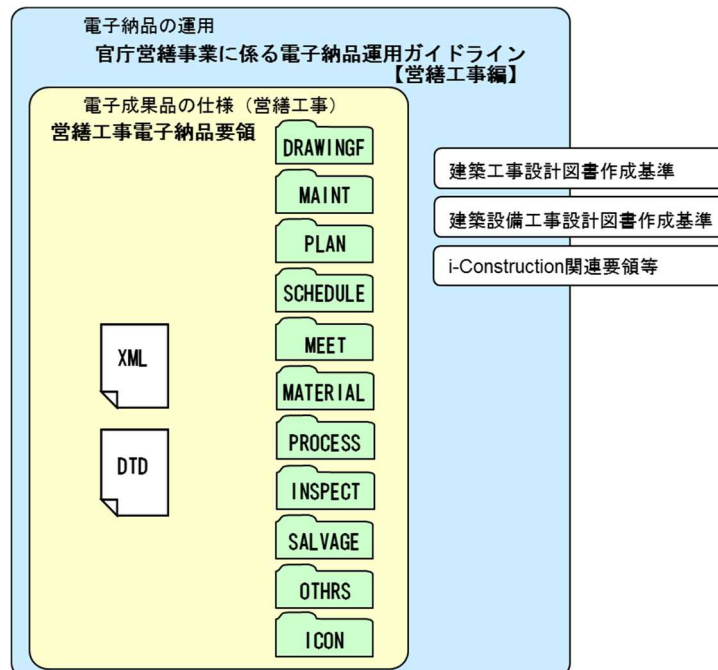 電子納品の運用
官庁営繕事業に係る電子納品運用ガイドライン
【営繕工事編】
電子成果品の仕様（営繕工事）
営繕工事電子納品要領
DRAWINGF
MAINT
PLAN
SCHEDULE
MEET
MATERIAL
PROCESS
INSPECT
SALVAGE
OTHRS
ICON
XML
DTD
建築工事設計図書作成基準
建築設備工事設計図書作成基準
i-Construction関連要領等